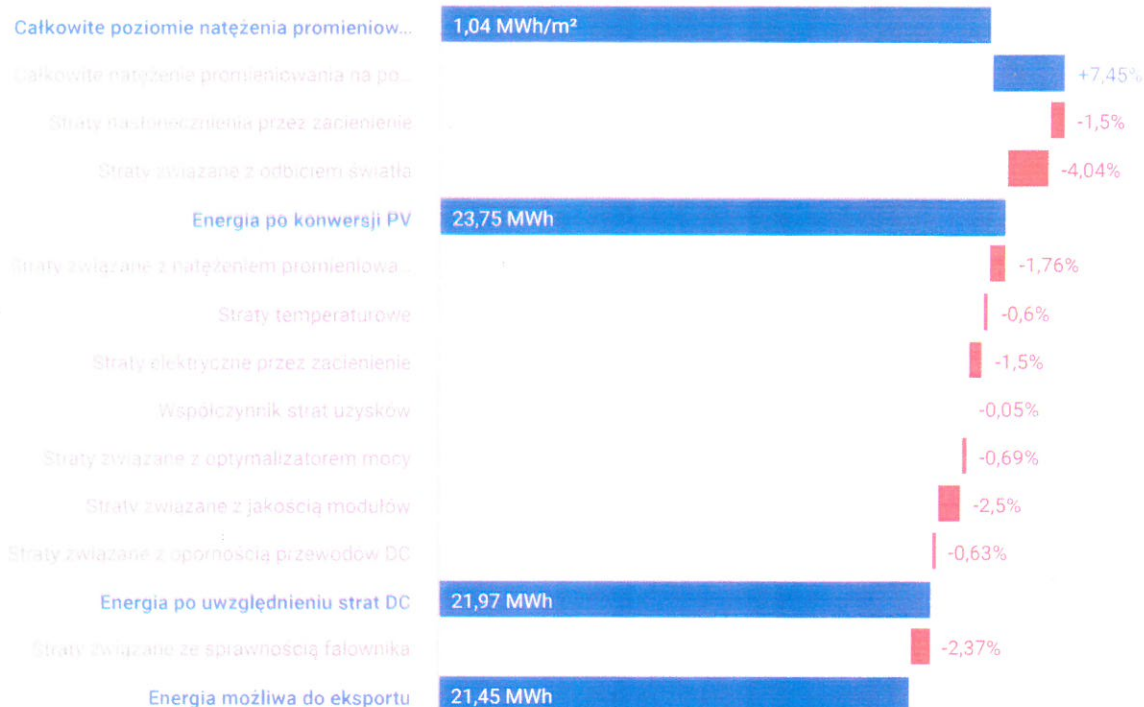 Całkowite poziomie natężenia promieniow... 1,04 MWh/m²
Całkowite natężenie promieniowania na po... +7,45%
Straty nasłonecznienia przez zacienienie -1,5%
Straty związane z odbiciem światła -4,04%
Energia po konwersji PV 23,75 MWh
Straty związane z natężeniem promieniowa... -1,76%
Straty temperaturowe -0,6%
Straty elektryczne przez zacienienie -1,5%
Współczynnik strat uzysków -0,05%
Straty związane z optymalizatorem mocy -0,69%
Straty związane z jakością modułów -2,5%
Straty związane z opornością przewodów DC -0,63%
Energia po uwzględnieniu strat DC 21,97 MWh
Straty związane ze sprawnością falownika -2,37%
Energia możliwa do eksportu 21,45 MWh